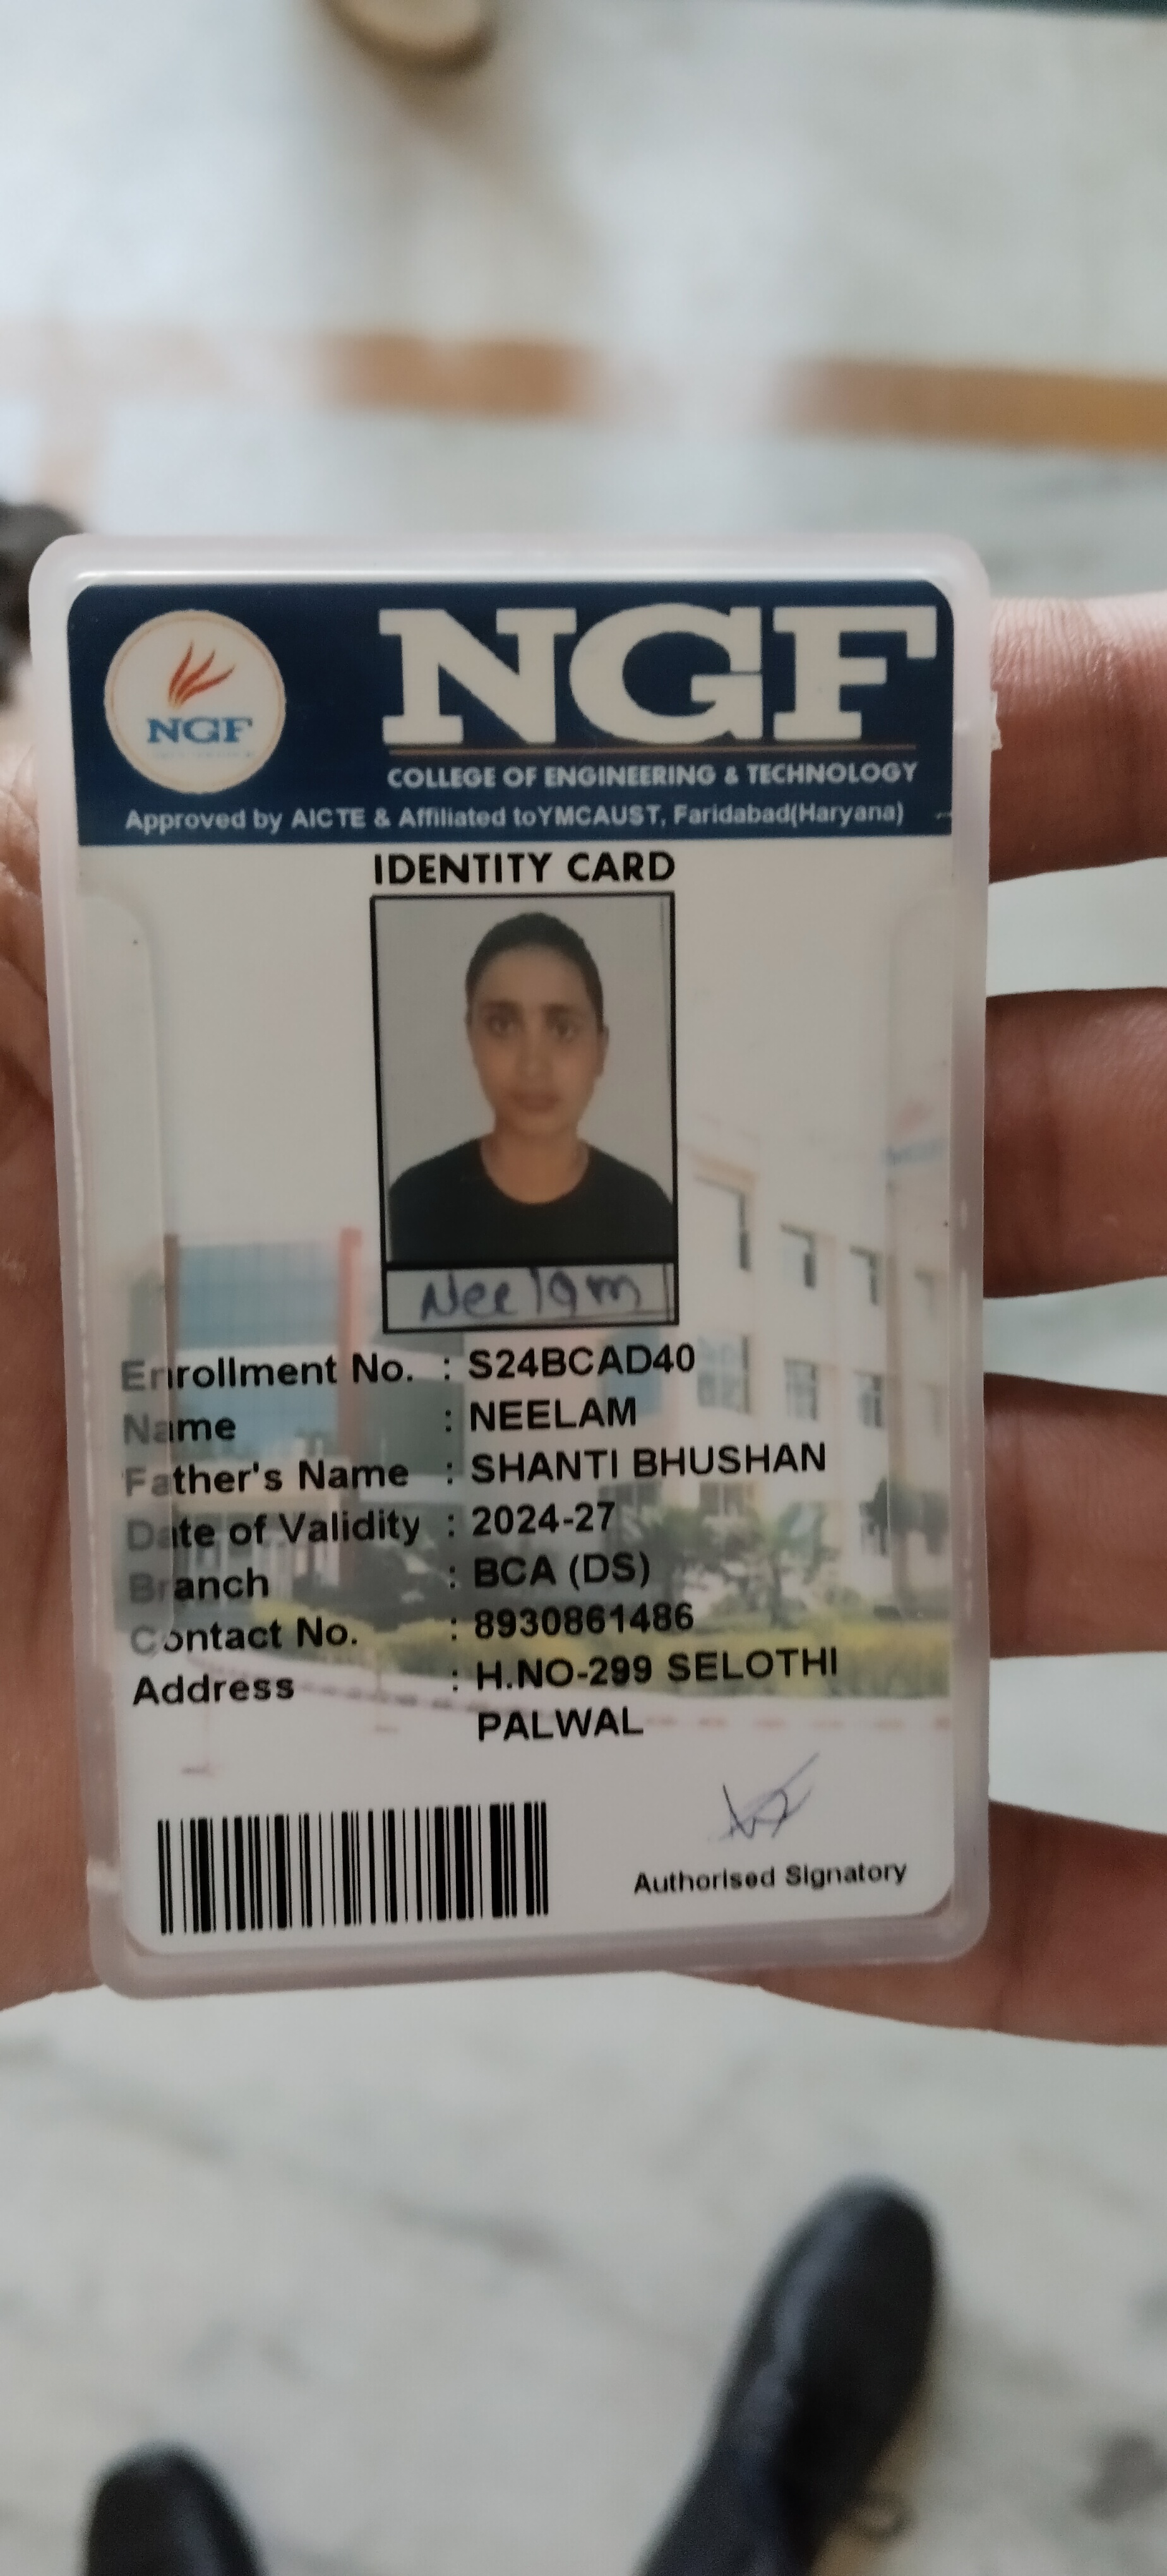 NGF
NGF
COLLEGE OF ENGINEERING & TECHNOLOGY
Approved by AICTE & Affiliated toYMCAUST, Faridabad(Haryana)
IDENTITY CARD
Neelam
Enrollment No. : S24BCAD40
Name : NEELAM
Father's Name : SHANTI BHUSHAN
Date of Validity : 2024-27
Branch : BCA (DS)
Contact No. : 8930861486
Address : H.NO-299 SELOTHI
PALWAL
Authorised Signatory